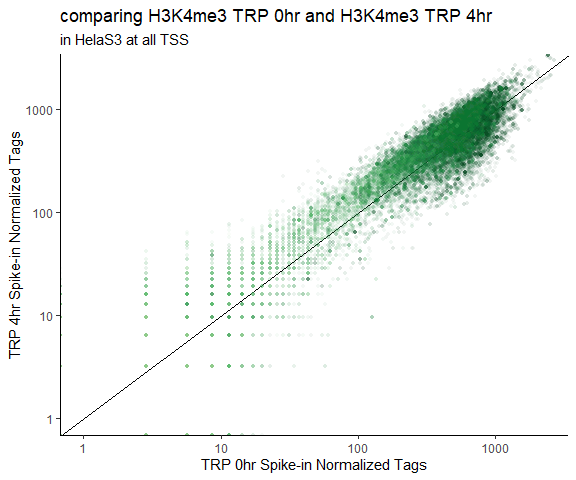 comparing H3K4me3 TRP 0hr and H3K4me3 TRP 4hr
in HelaS3 at all TSS
TRP 4hr Spike-in Normalized Tags
1000
100
10
1
1 10 100 1000
TRP 0hr Spike-in Normalized Tags